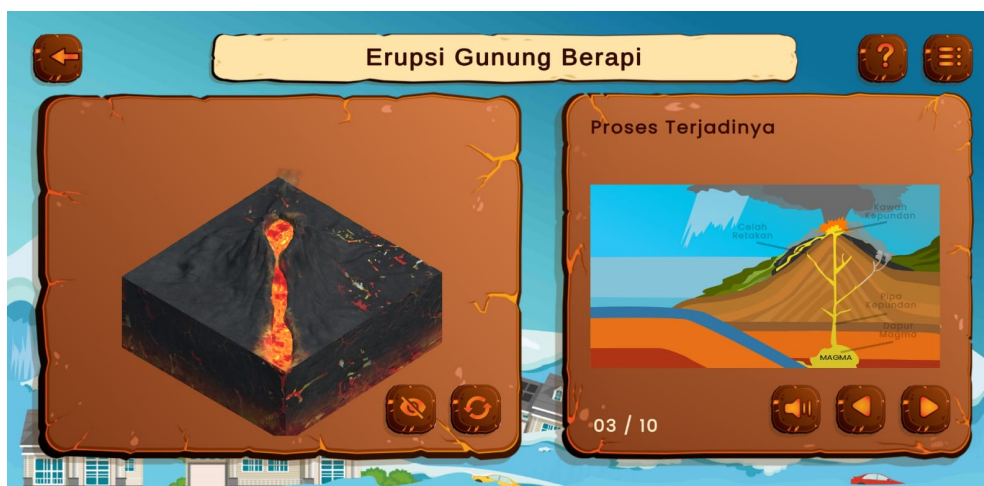 Erupsi Gunung Berapi
?
Proses Terjadinya
Kawah
Kepundan
Celah
Retakan
Pipa
Kepundan
Dapur
Magma
MAGMA
03 / 10